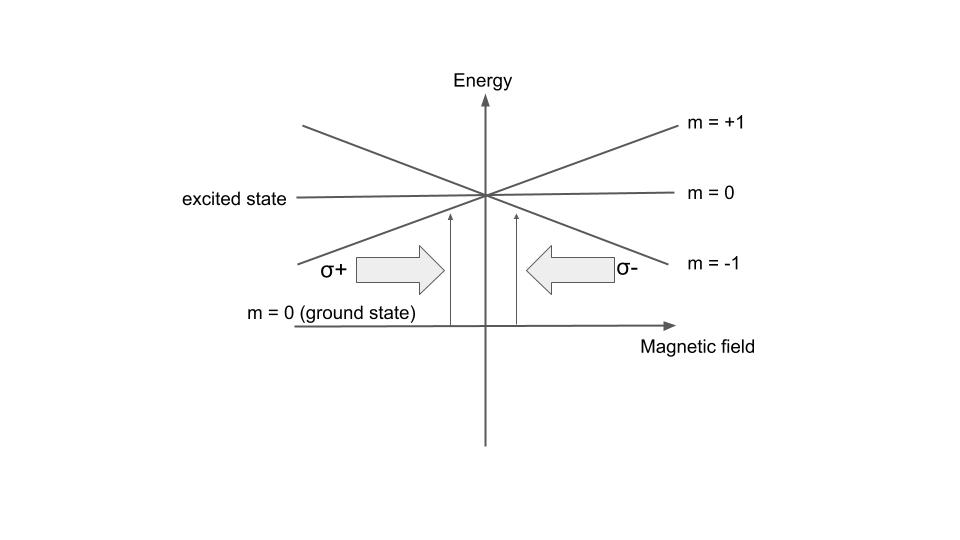 Energy
m = +1
excited state
m = 0
σ+
σ-
m = -1
m = 0 (ground state)
Magnetic field